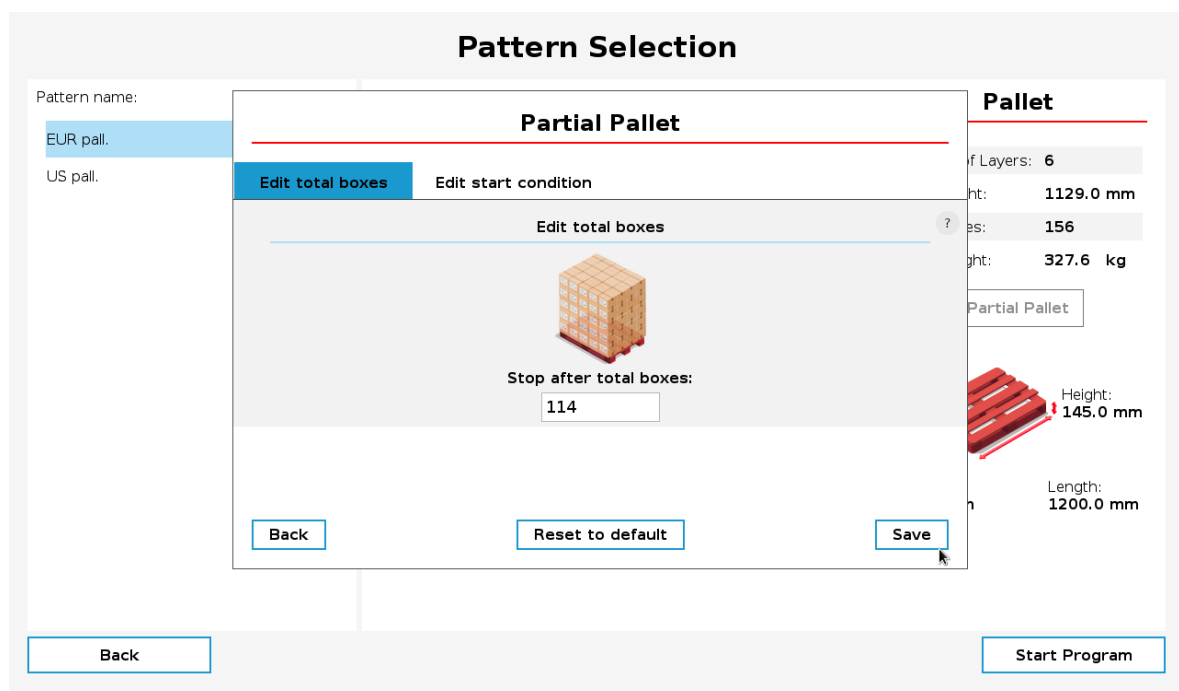 Pattern Selection
Pattern name:
EUR pall.
US pall.
Partial Pallet
Edit total boxes
Edit start condition
Edit total boxes
?
Stop after total boxes:
114
Back
Reset to default
Save
Pallet
of Layers: 6
1129.0 mm
156
327.6 kg
Partial Pallet
Height:
145.0 mm
Length:
1200.0 mm
Back
Start Program